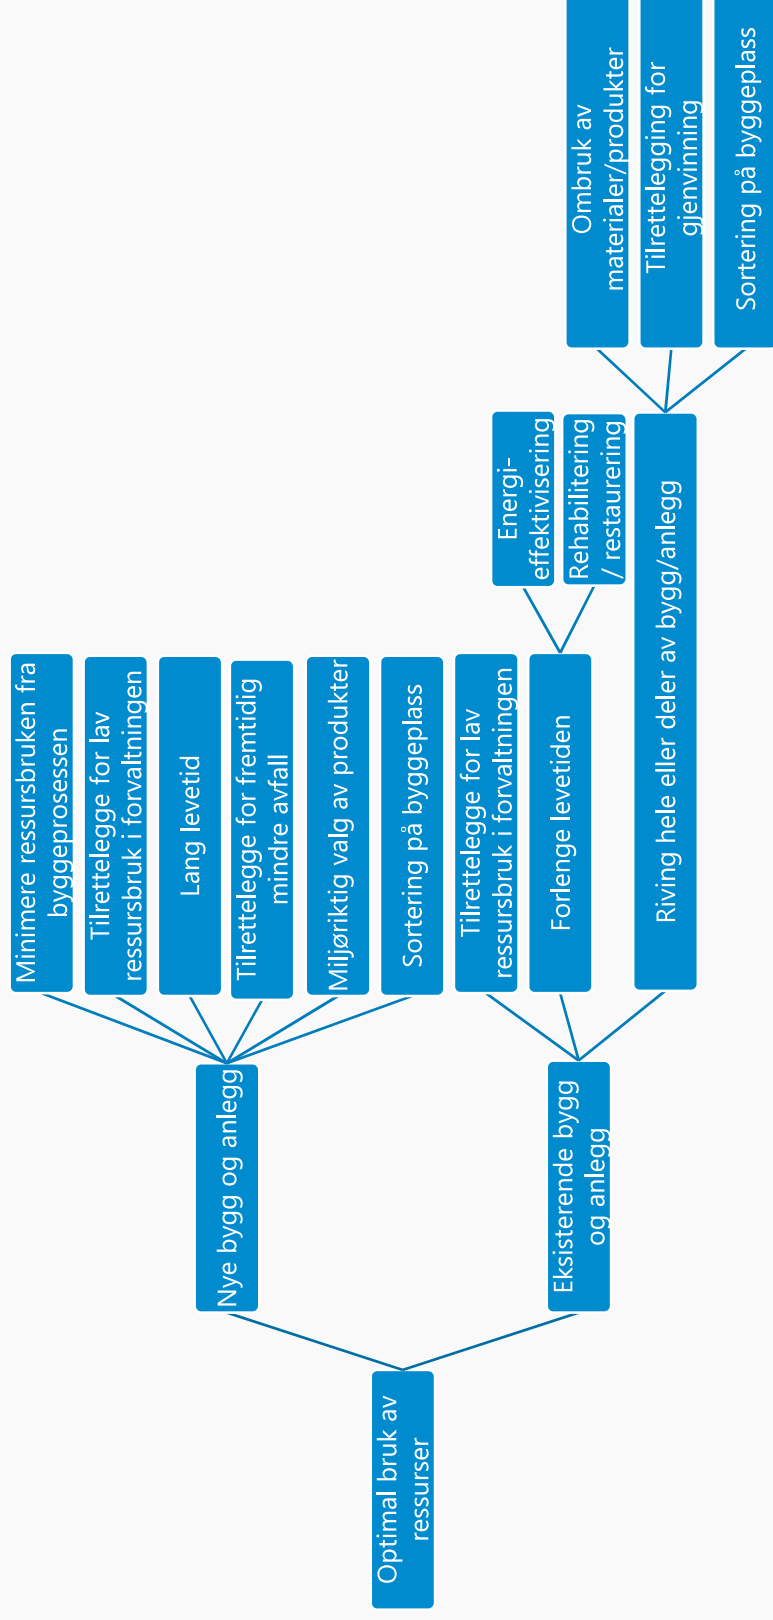 Optimal bruk av
ressurser
Nye bygg og anlegg
Minimere ressursbruken fra
byggeprosessen
Tilrettelegge for lav
ressursbruk i forvaltningen
Lang levetid
Tilrettelegge for fremtidig
mindre avfall
Miljøriktig valg av produkter
Sortering på byggeplass
Eksisterende bygg
og anlegg
Tilrettelegge for lav
ressursbruk i forvaltningen
Forlenge levetiden
Energi-
effektivisering
Rehabilitering
/ restaurering
Riving hele eller deler av bygg/anlegg
Ombruk av
materialer/produkter
Tilrettelegging for
gjenvinning
Sortering på byggeplass